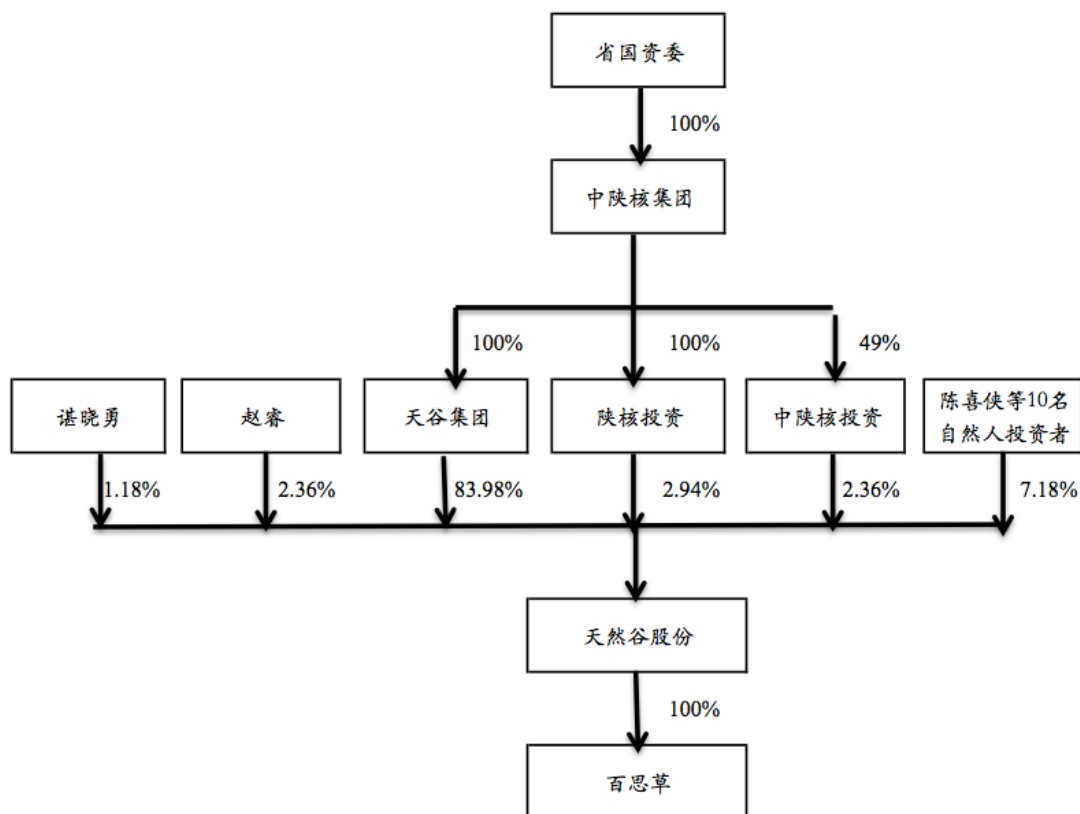 省国资委
100%
中陕核集团
100%
100%
49%
谌晓勇
赵睿
天谷集团
陕核投资
中陕核投资
陈喜侠等10名
自然人投资者
1.18%
2.36%
83.98%
2.94%
2.36%
7.18%
天然谷股份
100%
百思草